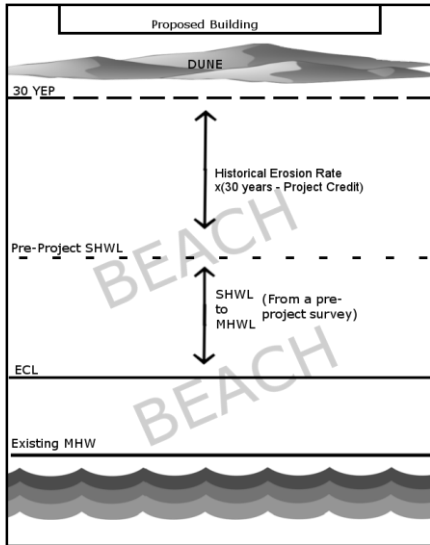 Proposed Building
DUNE
30 YEP
Historical Erosion Rate
x(30 years - Project Credit)
BEACH
Pre-Project SHWL
SHWL
to
MHWL
(From a pre-
project survey)
ECL
BEACH
Existing MHW